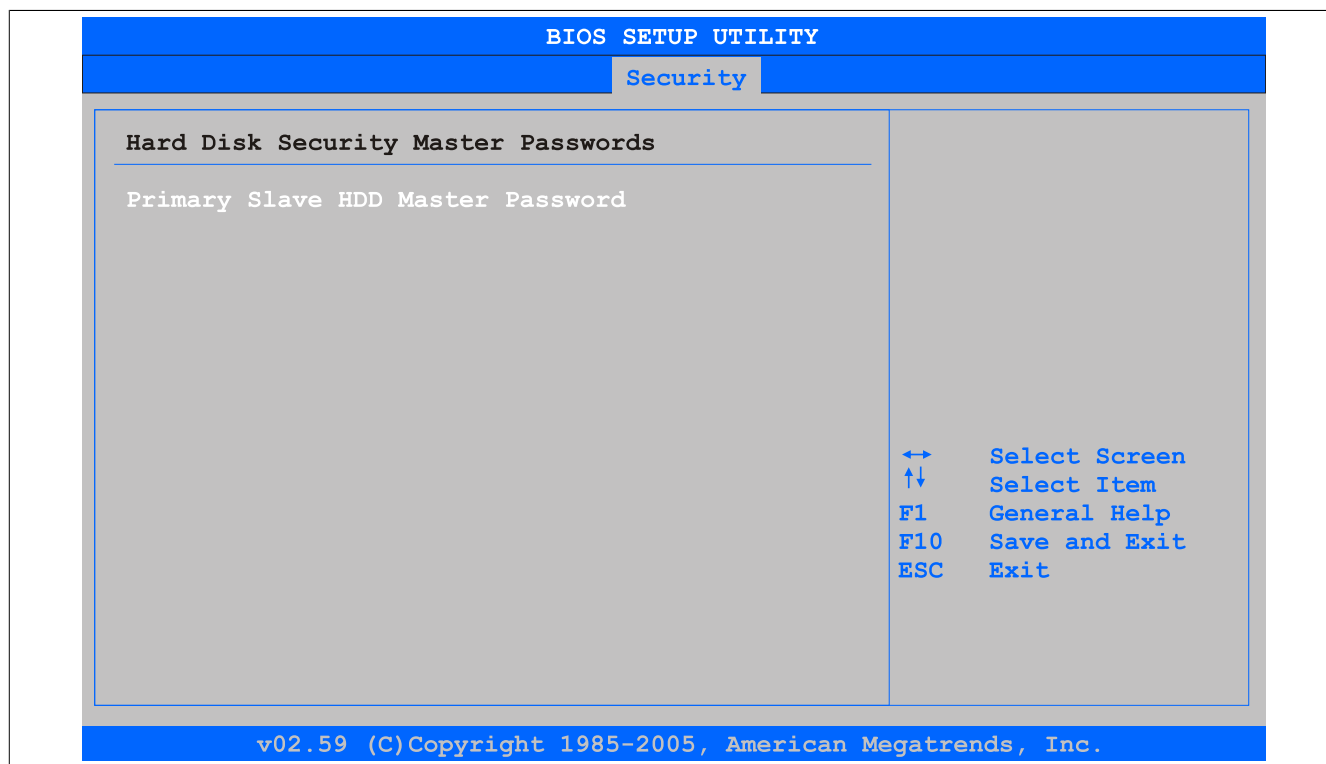 BIOS SETUP UTILITY
Security
Hard Disk Security Master Passwords
Primary Slave HDD Master Password
↔ Select Screen
↑↓ Select Item
F1 General Help
F10 Save and Exit
ESC Exit
v02.59 (C)Copyright 1985-2005, American Megatrends, Inc.